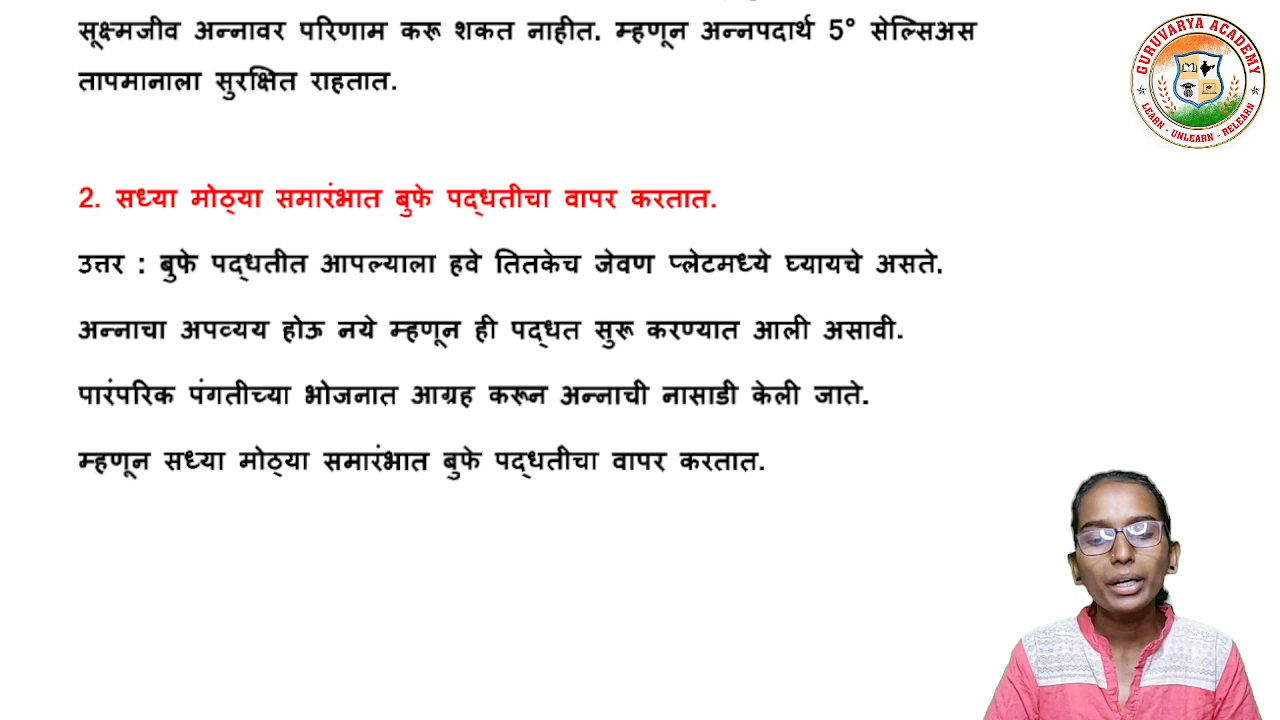 सूक्ष्मजीव अन्नावर परिणाम करू शकत नाहीत. म्हणून अन्नपदार्थ 5° सेल्सिअस
तापमानाला सुरक्षित राहतात.
2. सध्या मोठ्या समारंभात बुफे पद्धतीचा वापर करतात.
उत्तर : बुफे पद्धतीत आपल्याला हवे तितकेच जेवण प्लेटमध्ये घ्यायचे असते.
अन्नाचा अपव्यय होऊ नये म्हणून ही पद्धत सुरू करण्यात आली असावी.
पारंपरिक पंगतीच्या भोजनात आग्रह करून अन्नाची नासाडी केली जाते.
म्हणून सध्या मोठ्या समारंभात बुफे पद्धतीचा वापर करतात.
GURUVARYA ACADEMY
LEARN - UNLEARN - RELEARN